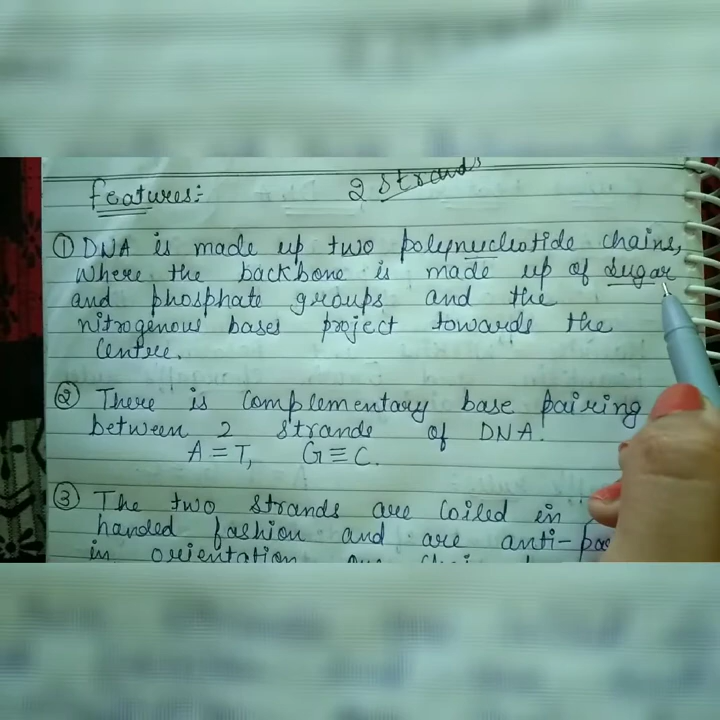 Features:- 2 Strands
① DNA is made up two polynucleotide chains,
where the backbone is made up of sugar
and phosphate groups and the
nitrogenous bases project towards the
centre.
② There is complementary base pairing
between 2 strands of DNA.
A = T, G ≡ C.
③ The two strands are coiled in
handed fashion and are anti-
in orientation